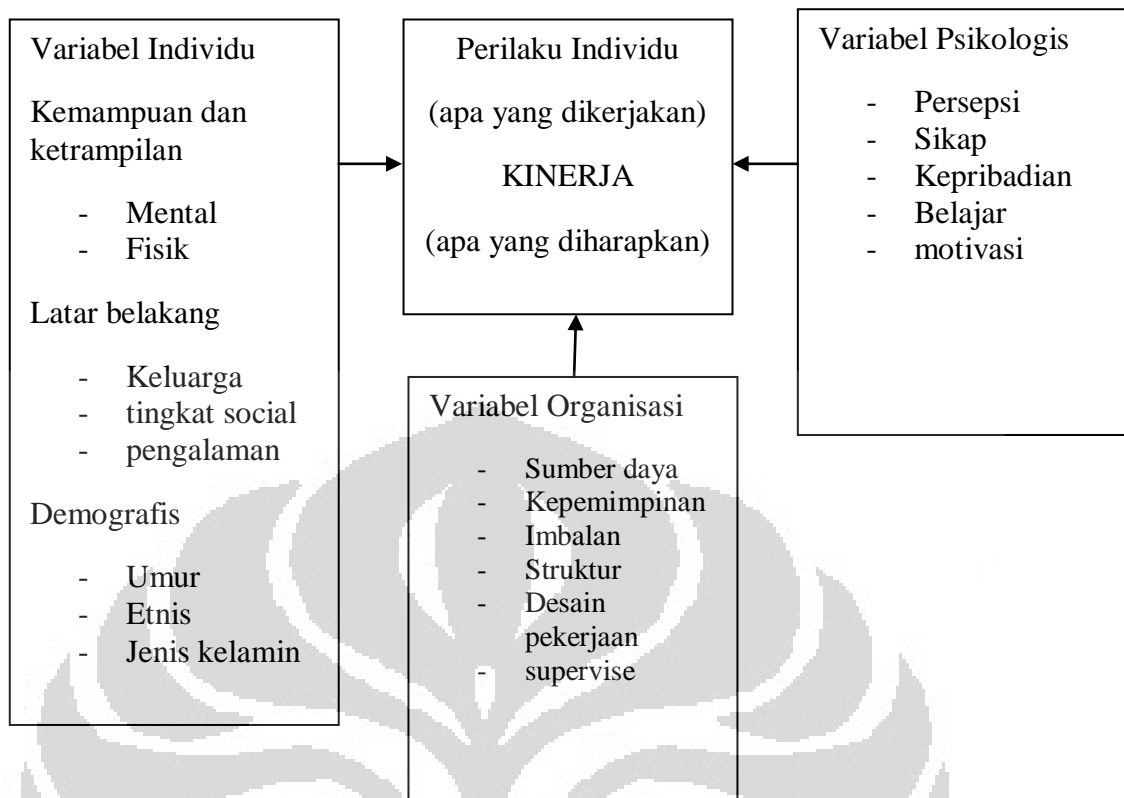 Variabel Individu
Kemampuan dan
ketrampilan
- Mental
- Fisik
Latar belakang
- Keluarga
- tingkat social
- pengalaman
Demografis
- Umur
- Etnis
- Jenis kelamin
Perilaku Individu
(apa yang dikerjakan)
KINERJA
(apa yang diharapkan)
Variabel Organisasi
- Sumber daya
- Kepemimpinan
- Imbalan
- Struktur
- Desain
pekerjaan
- supervise
Variabel Psikologis
- Persepsi
- Sikap
- Kepribadian
- Belajar
- motivasi